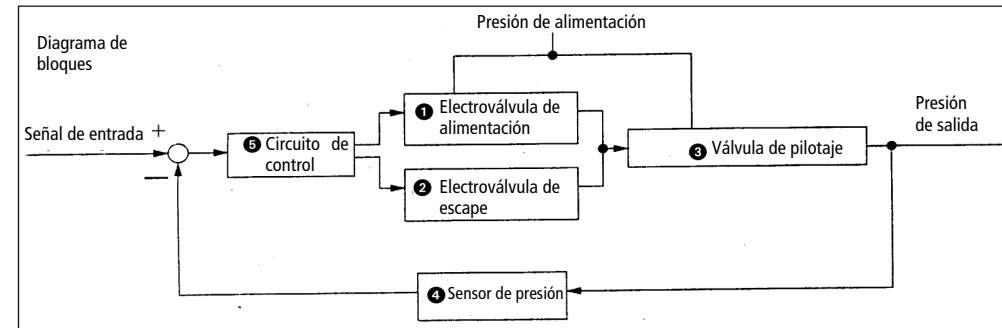 Presión de alimentación
Diagrama de
bloques
❶ Electroválvula de
alimentación
Presión
de salida
Señal de entrada +
❺ Circuito de
control
❸ Válvula de pilotaje
—
❷ Electroválvula de
escape
❹ Sensor de presión